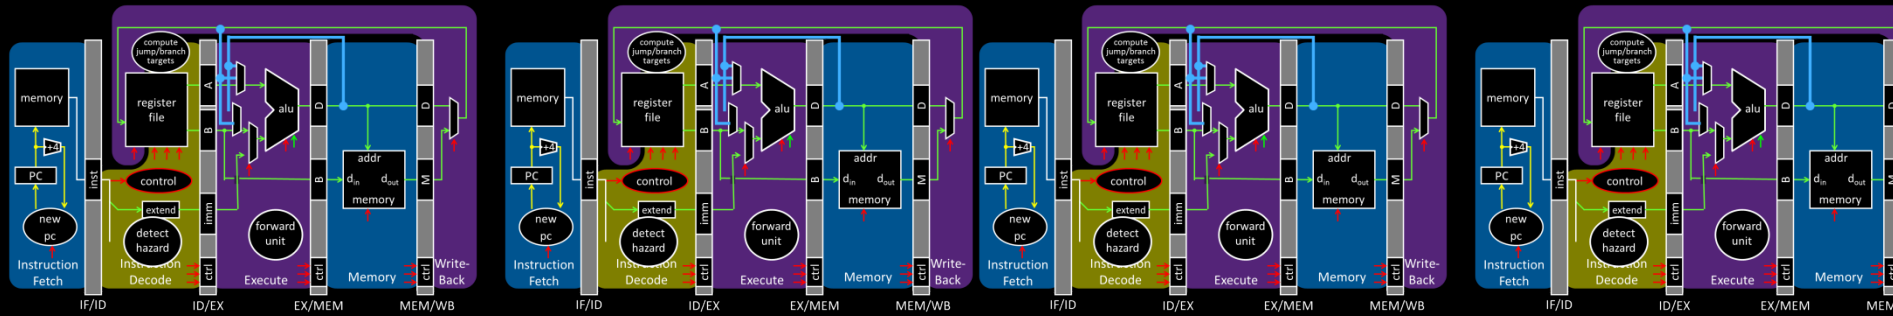 compute
jump/branch
targets
memory
register
file
A
B
alu
D
D
+4
addr
d_in d_out
memory
PC
inst
control
B
M
new
pc
extend
imm
detect
hazard
forward
unit
Instruction
Fetch
Instruction
Decode
ctrl
Execute
ctrl
Memory
ctrl
Write-
Back
IF/ID
ID/EX
EX/MEM
MEM/WB
compute
jump/branch
targets
memory
register
file
A
B
alu
D
D
+4
addr
d_in d_out
memory
PC
inst
control
B
M
new
pc
extend
imm
detect
hazard
forward
unit
Instruction
Fetch
Instruction
Decode
ctrl
Execute
ctrl
Memory
ctrl
Write-
Back
IF/ID
ID/EX
EX/MEM
MEM/WB
compute
jump/branch
targets
memory
register
file
A
B
alu
D
D
+4
addr
d_in d_out
memory
PC
inst
control
B
M
new
pc
extend
imm
detect
hazard
forward
unit
Instruction
Fetch
Instruction
Decode
ctrl
Execute
ctrl
Memory
ctrl
Write-
Back
IF/ID
ID/EX
EX/MEM
MEM/WB
compute
jump/branch
targets
memory
register
file
A
B
alu
D
+4
addr
d_in d_out
memory
PC
inst
control
B
new
pc
extend
imm
detect
hazard
forward
unit
Instruction
Fetch
Instruction
Decode
ctrl
Execute
ctrl
Memory
IF/ID
ID/EX
EX/MEM